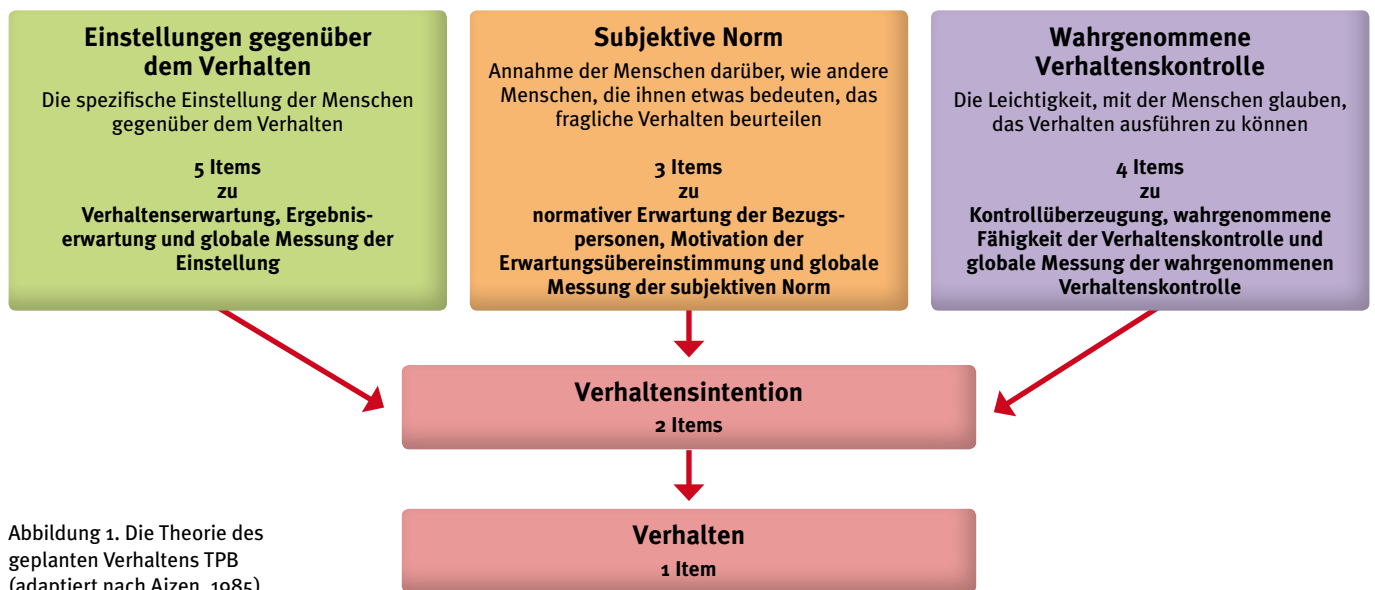 Einstellungen gegenüber
dem Verhalten
Die spezifische Einstellung der Menschen
gegenüber dem Verhalten
5 Items
zu
Verhaltenserwartung, Ergebnis-
erwartung und globale Messung der
Einstellung
Subjektive Norm
Annahme der Menschen darüber, wie andere
Menschen, die ihnen etwas bedeuten, das
fragliche Verhalten beurteilen
3 Items
zu
normativer Erwartung der Bezugs-
personen, Motivation der
Erwartungsübereinstimmung und globale
Messung der subjektiven Norm
Wahrgenommene
Verhaltenskontrolle
Die Leichtigkeit, mit der Menschen glauben,
das Verhalten ausführen zu können
4 Items
zu
Kontrollüberzeugung, wahrgenommene
Fähigkeit der Verhaltenskontrolle und
globale Messung der wahrgenommenen
Verhaltenskontrolle
Verhaltensintention
2 Items
Verhalten
1 Item
Abbildung 1. Die Theorie des
geplanten Verhaltens TPB
(adaptiert nach Ajzen, 1985)